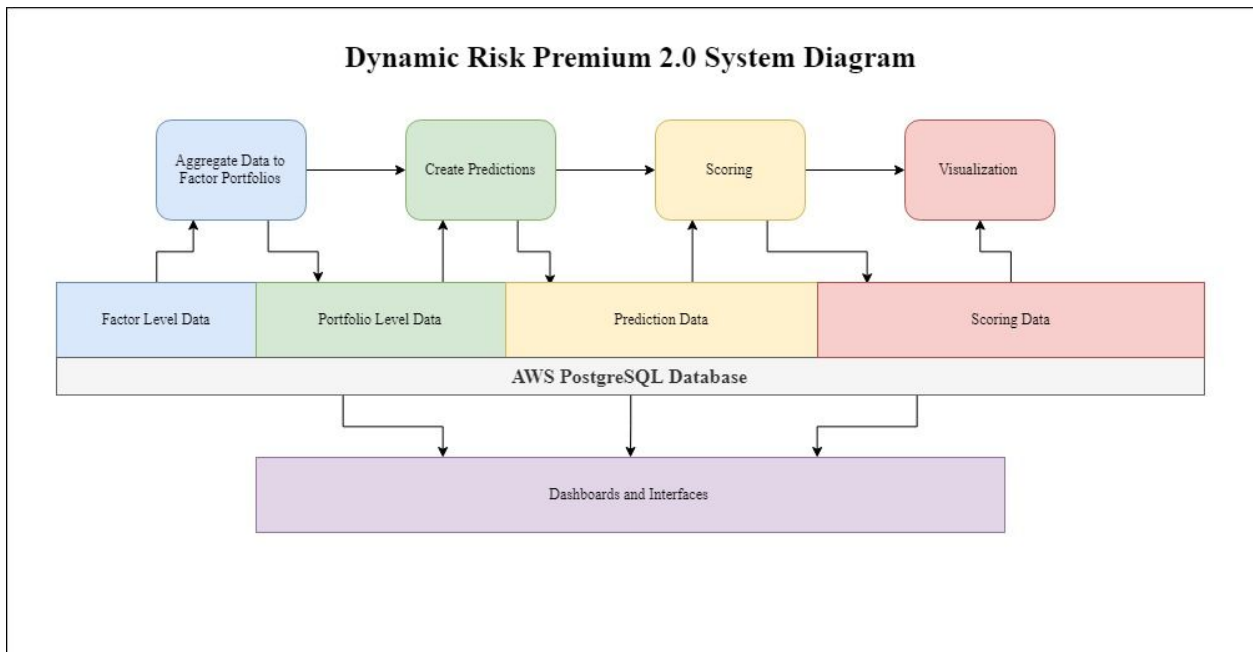 Dynamic Risk Premium 2.0 System Diagram
Aggregate Data to
Factor Portfolios
Create Predictions
Scoring
Visualization
Factor Level Data
Portfolio Level Data
Prediction Data
Scoring Data
AWS PostgreSQL Database
Dashboards and Interfaces